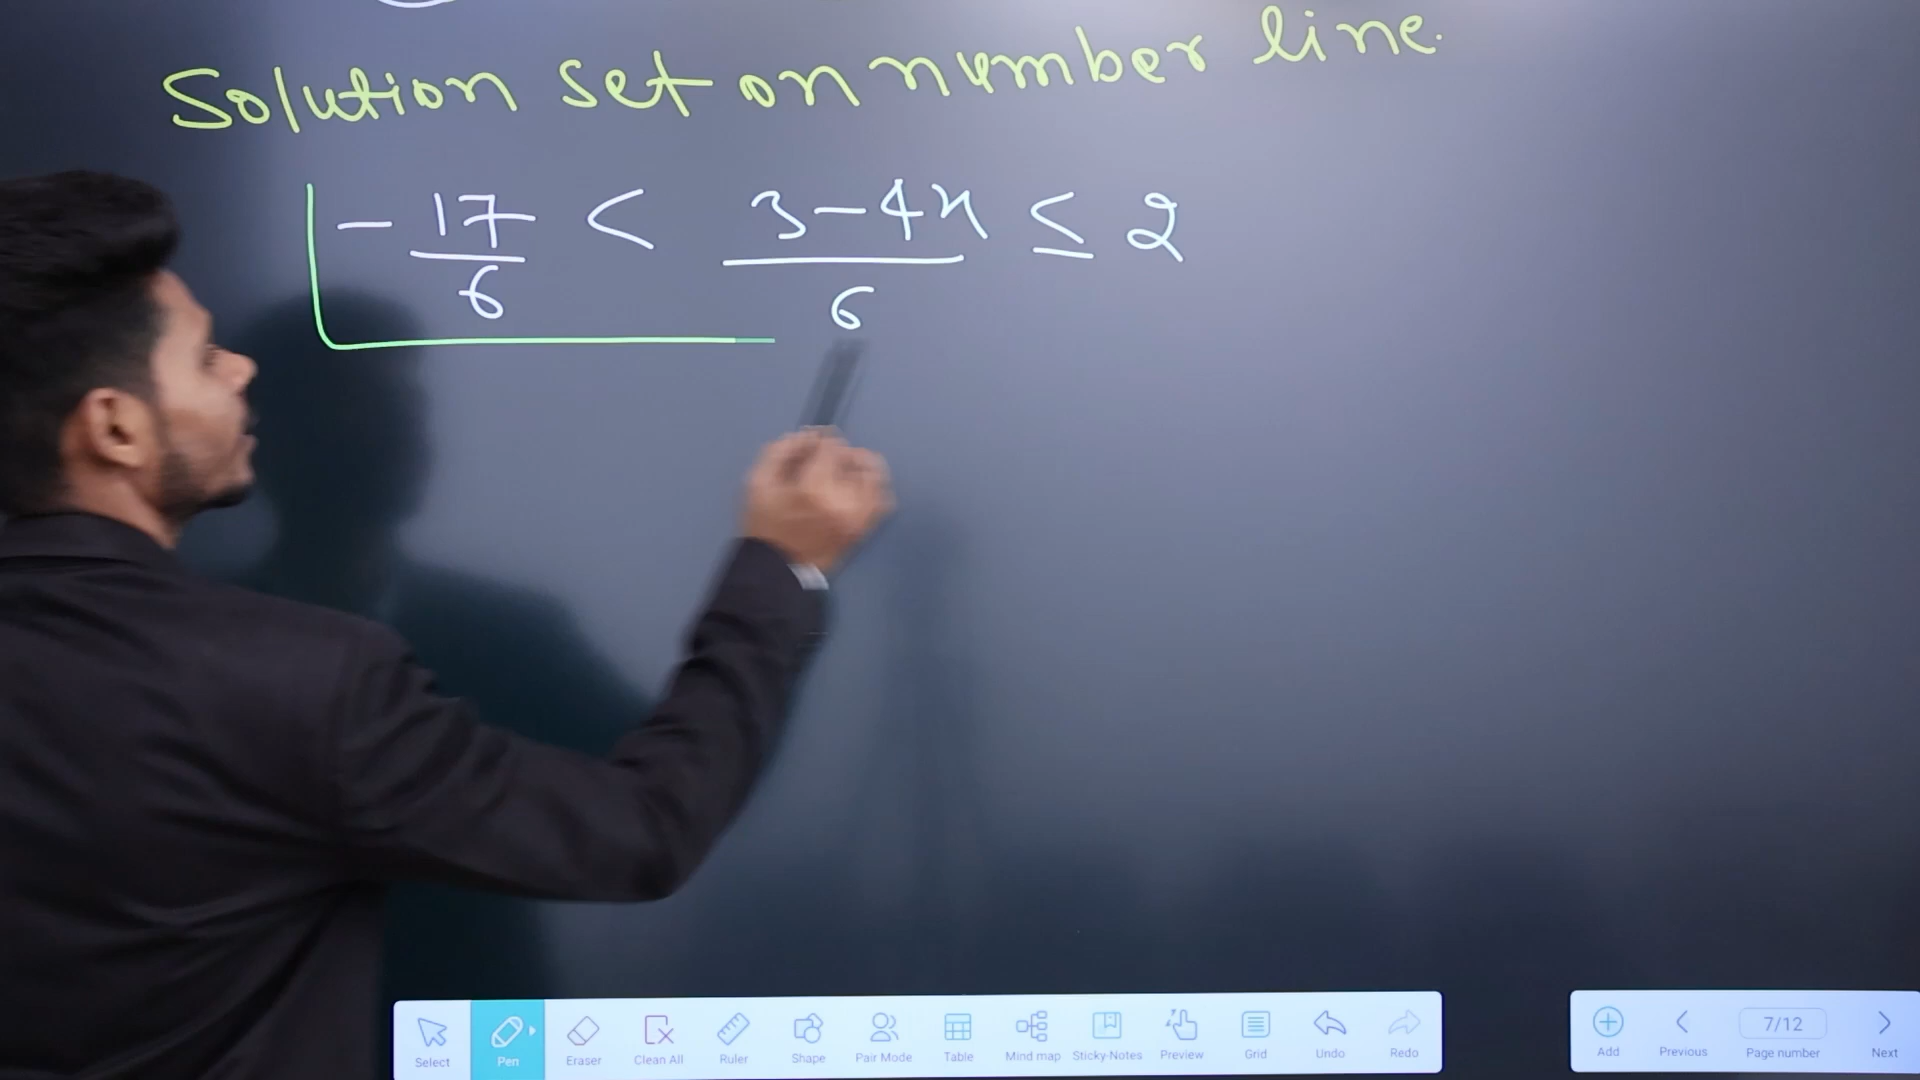 Solution set on number line.
- 17/6 < 3-4x/6 ≤ 2
Select Pen Eraser Clean All Ruler Shape Pair Mode Table Mind map Sticky-Notes Preview Grid Undo Redo
Add Previous 7/12 Page number Next